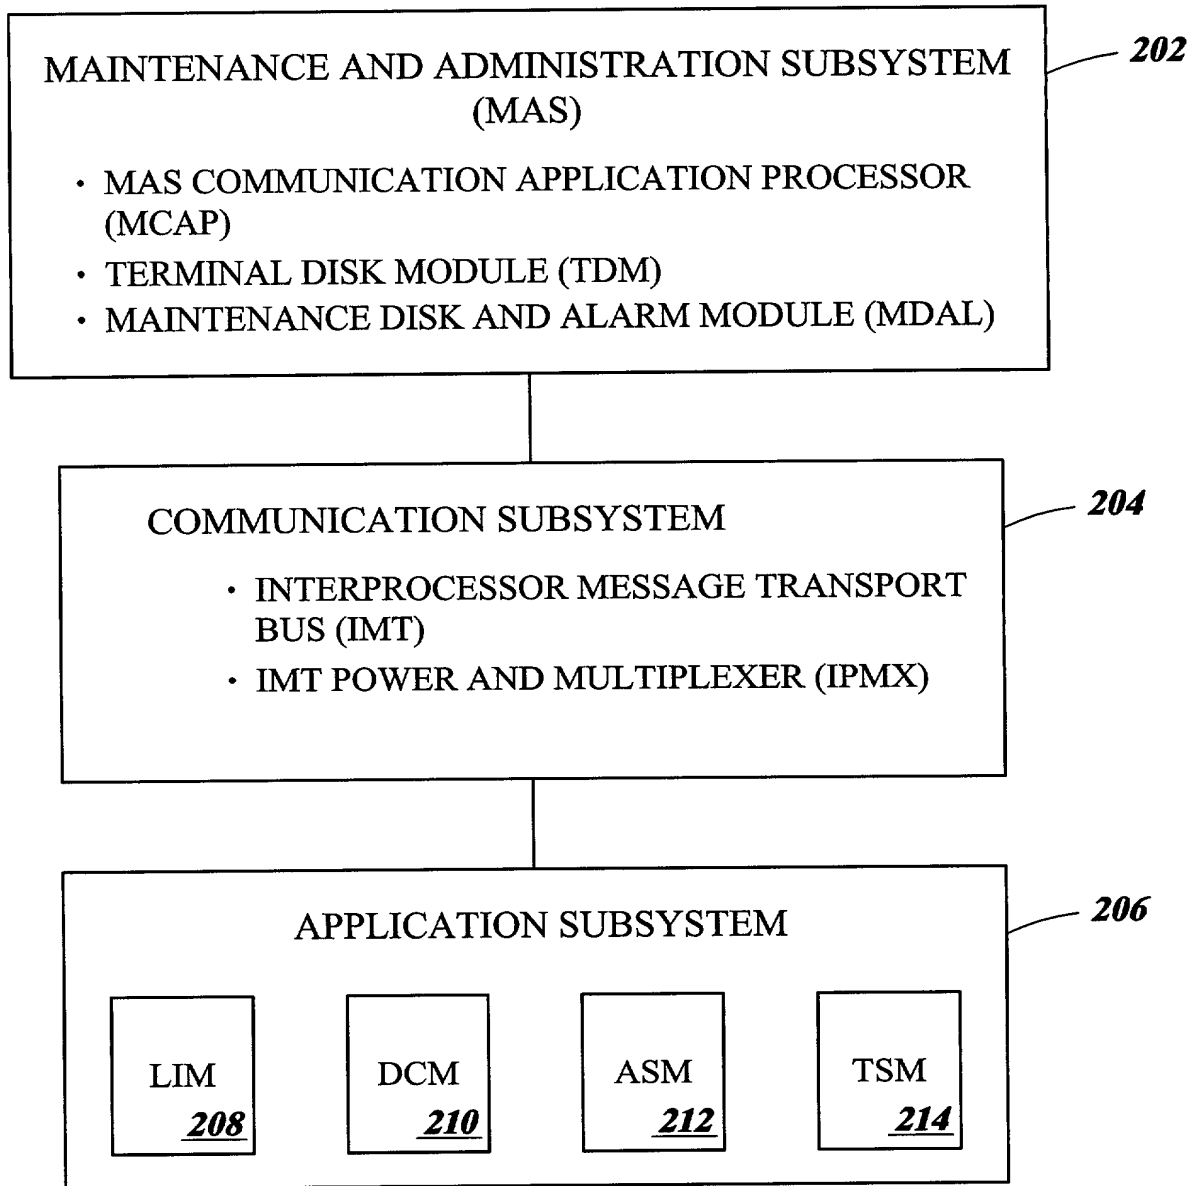 MAINTENANCE AND ADMINISTRATION SUBSYSTEM
(MAS)
202
· MAS COMMUNICATION APPLICATION PROCESSOR
(MCAP)
· TERMINAL DISK MODULE (TDM)
· MAINTENANCE DISK AND ALARM MODULE (MDAL)
COMMUNICATION SUBSYSTEM
204
· INTERPROCESSOR MESSAGE TRANSPORT
BUS (IMT)
· IMT POWER AND MULTIPLEXER (IPMX)
APPLICATION SUBSYSTEM
206
LIM
208
DCM
210
ASM
212
TSM
214